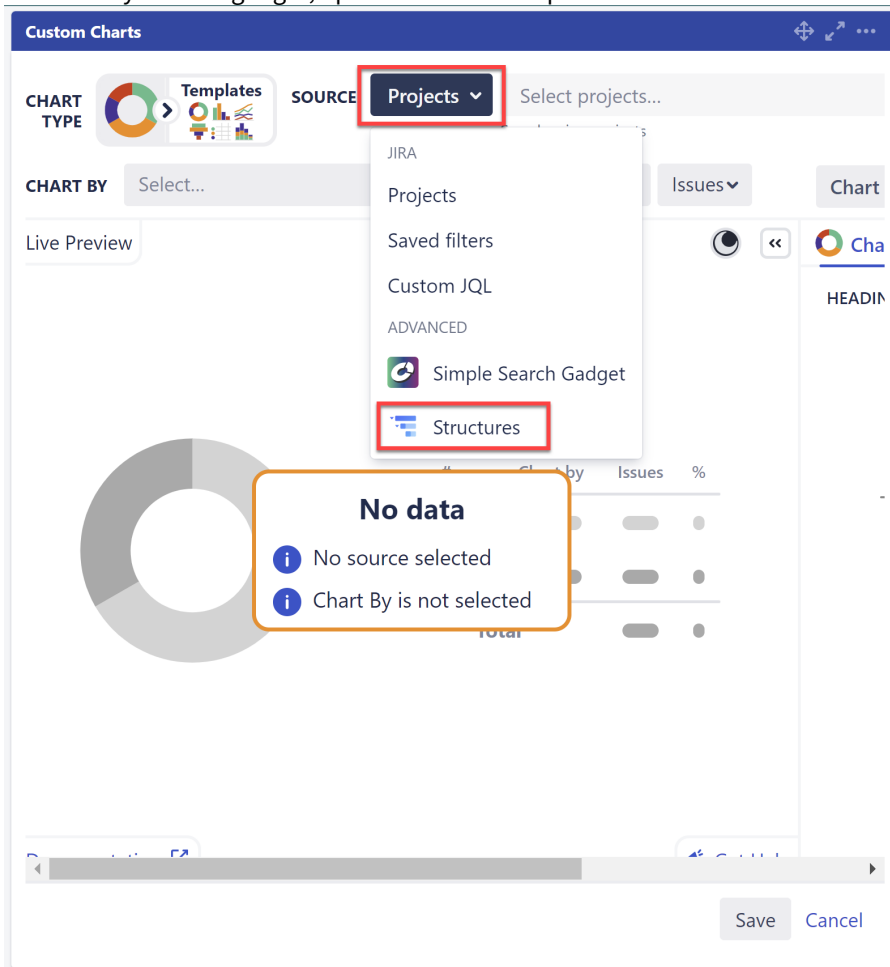 Custom Charts
CHART TYPE
Templates
SOURCE
Projects
Select projects...
JIRA
Projects
Saved filters
Custom JQL
ADVANCED
Simple Search Gadget
Structures
CHART BY
Select...
Issues
Chart
Live Preview
Cha
HEADIN
# Chart by Issues %
No data
No source selected
Chart By is not selected
Total
Save
Cancel